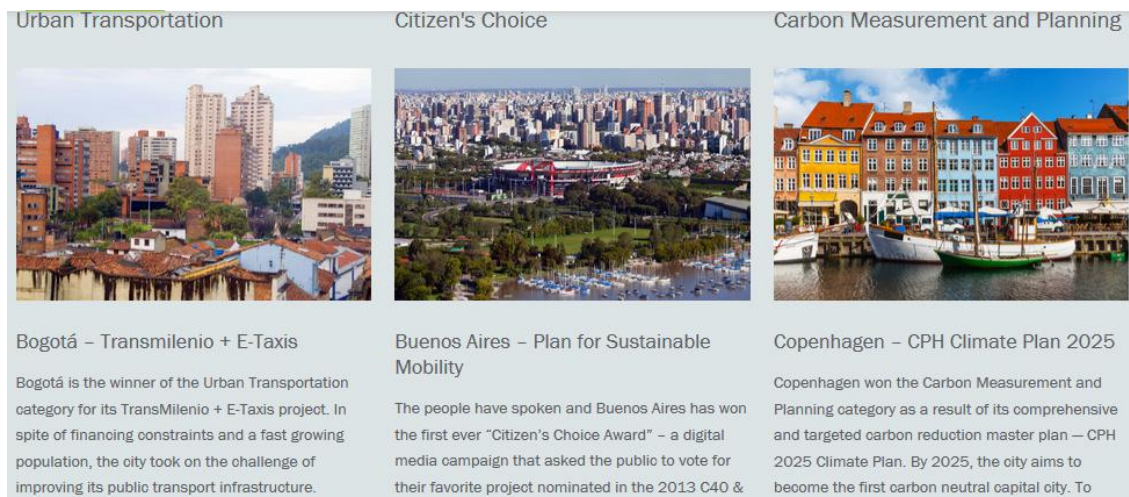 Urban Transportation
Citizen's Choice
Carbon Measurement and Planning
Bogotá – Transmilenio + E-Taxis
Bogotá is the winner of the Urban Transportation
category for its TransMilenio + E-Taxis project. In
spite of financing constraints and a fast growing
population, the city took on the challenge of
improving its public transport infrastructure.
Buenos Aires – Plan for Sustainable
Mobility
The people have spoken and Buenos Aires has won
the first ever “Citizen’s Choice Award” – a digital
media campaign that asked the public to vote for
their favorite project nominated in the 2013 C40 &
Copenhagen – CPH Climate Plan 2025
Copenhagen won the Carbon Measurement and
Planning category as a result of its comprehensive
and targeted carbon reduction master plan — CPH
2025 Climate Plan. By 2025, the city aims to
become the first carbon neutral capital city. To